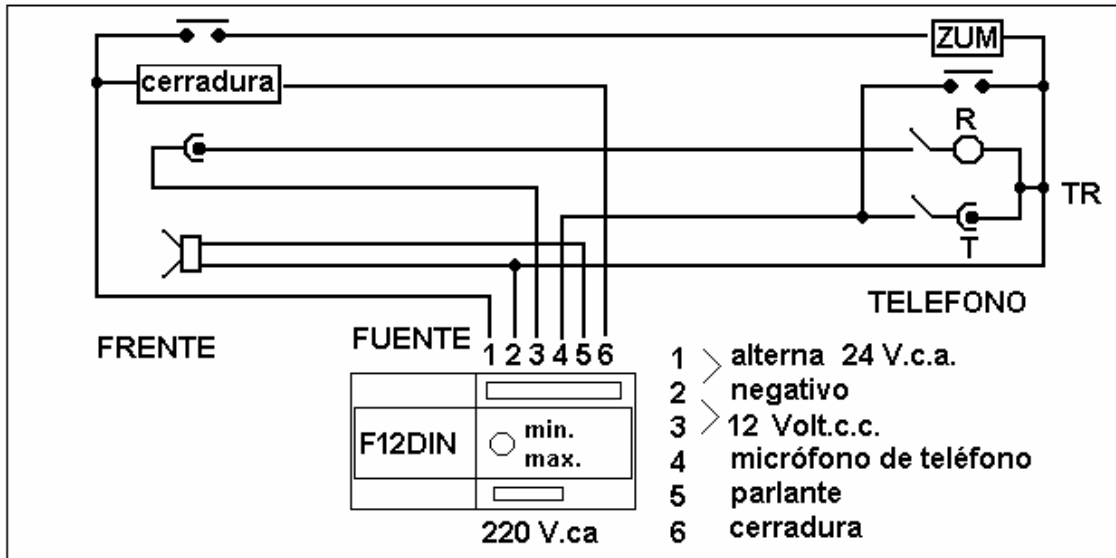 ZUM
cerradura
R
TR
T
TELEFONO
FRENTE
FUENTE
1 2 3 4 5 6
F12DIN
min.
max.
220 V.ca
1 alterna 24 V.c.a.
2 negativo
3 12 Volt.c.c.
4 micrófono de teléfono
5 parlante
6 cerradura